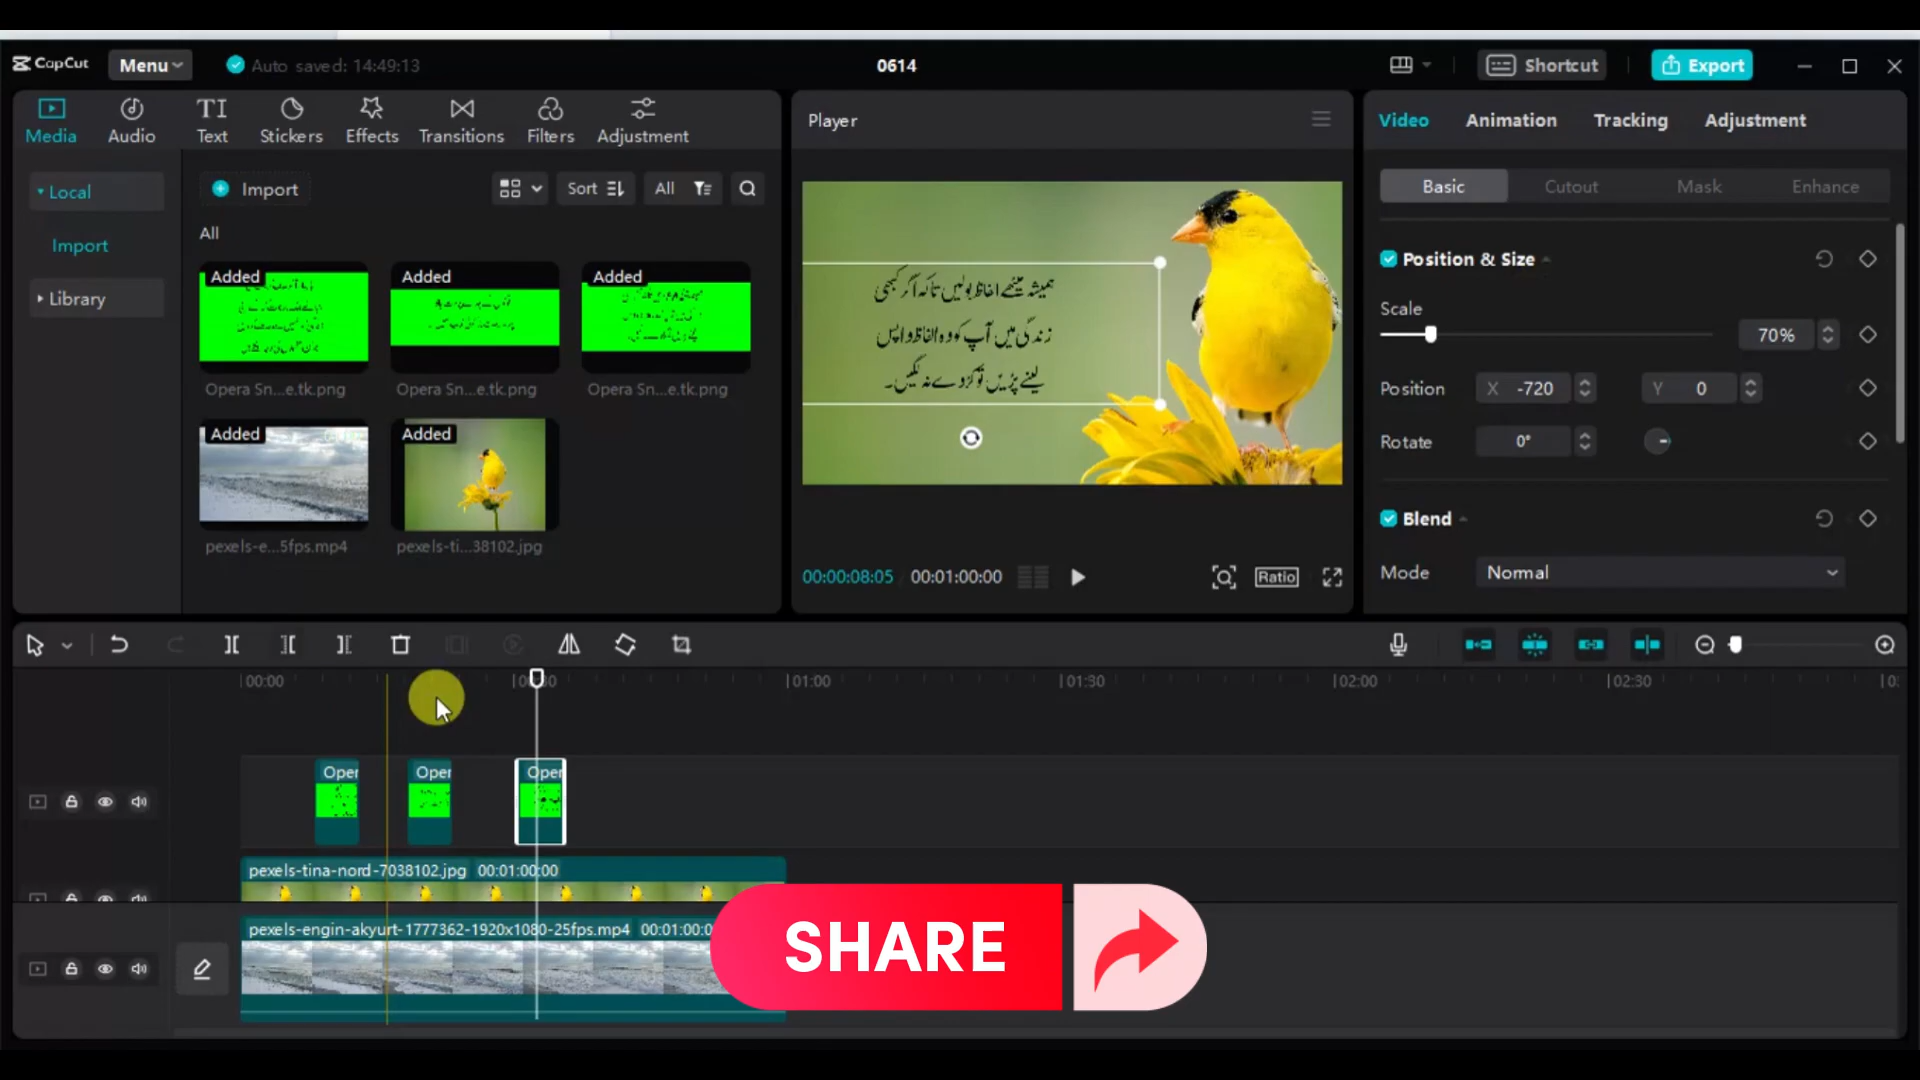 CapCut
Menu
Auto saved: 14:49:13
0614
Shortcut
Export
Media
Audio
TI
Text
Stickers
Effects
Transitions
Filters
Adjustment
Local
Import
Library
Import
Sort
All
All
Added
Added
Added
Opera Sn...e.tk.png
Opera Sn...e.tk.png
Opera Sn...e.tk.png
Added
Added
pexels-e...5fps.mp4
pexels-ti...38102.jpg
Player
ہمیشہ میٹھے الفاظ بولیں تاکہ اگر کبھی
زندگی میں آپ کو وہ الفاظ واپس
لینے پڑیں تو کڑوے نہ لگیں۔
00:00:08:05
00:01:00:00
Ratio
Video
Animation
Tracking
Adjustment
Basic
Cutout
Mask
Enhance
Position & Size
Scale
70%
Position
X -720
Y 0
Rotate
0°
Blend
Mode
Normal
00:00
01:00
01:30
02:00
02:30
Oper
Oper
Oper
pexels-tina-nord-7038102.jpg 00:01:00:00
pexels-engin-akyurt-1777362-1920x1080-25fps.mp4 00:01:00:0
SHARE